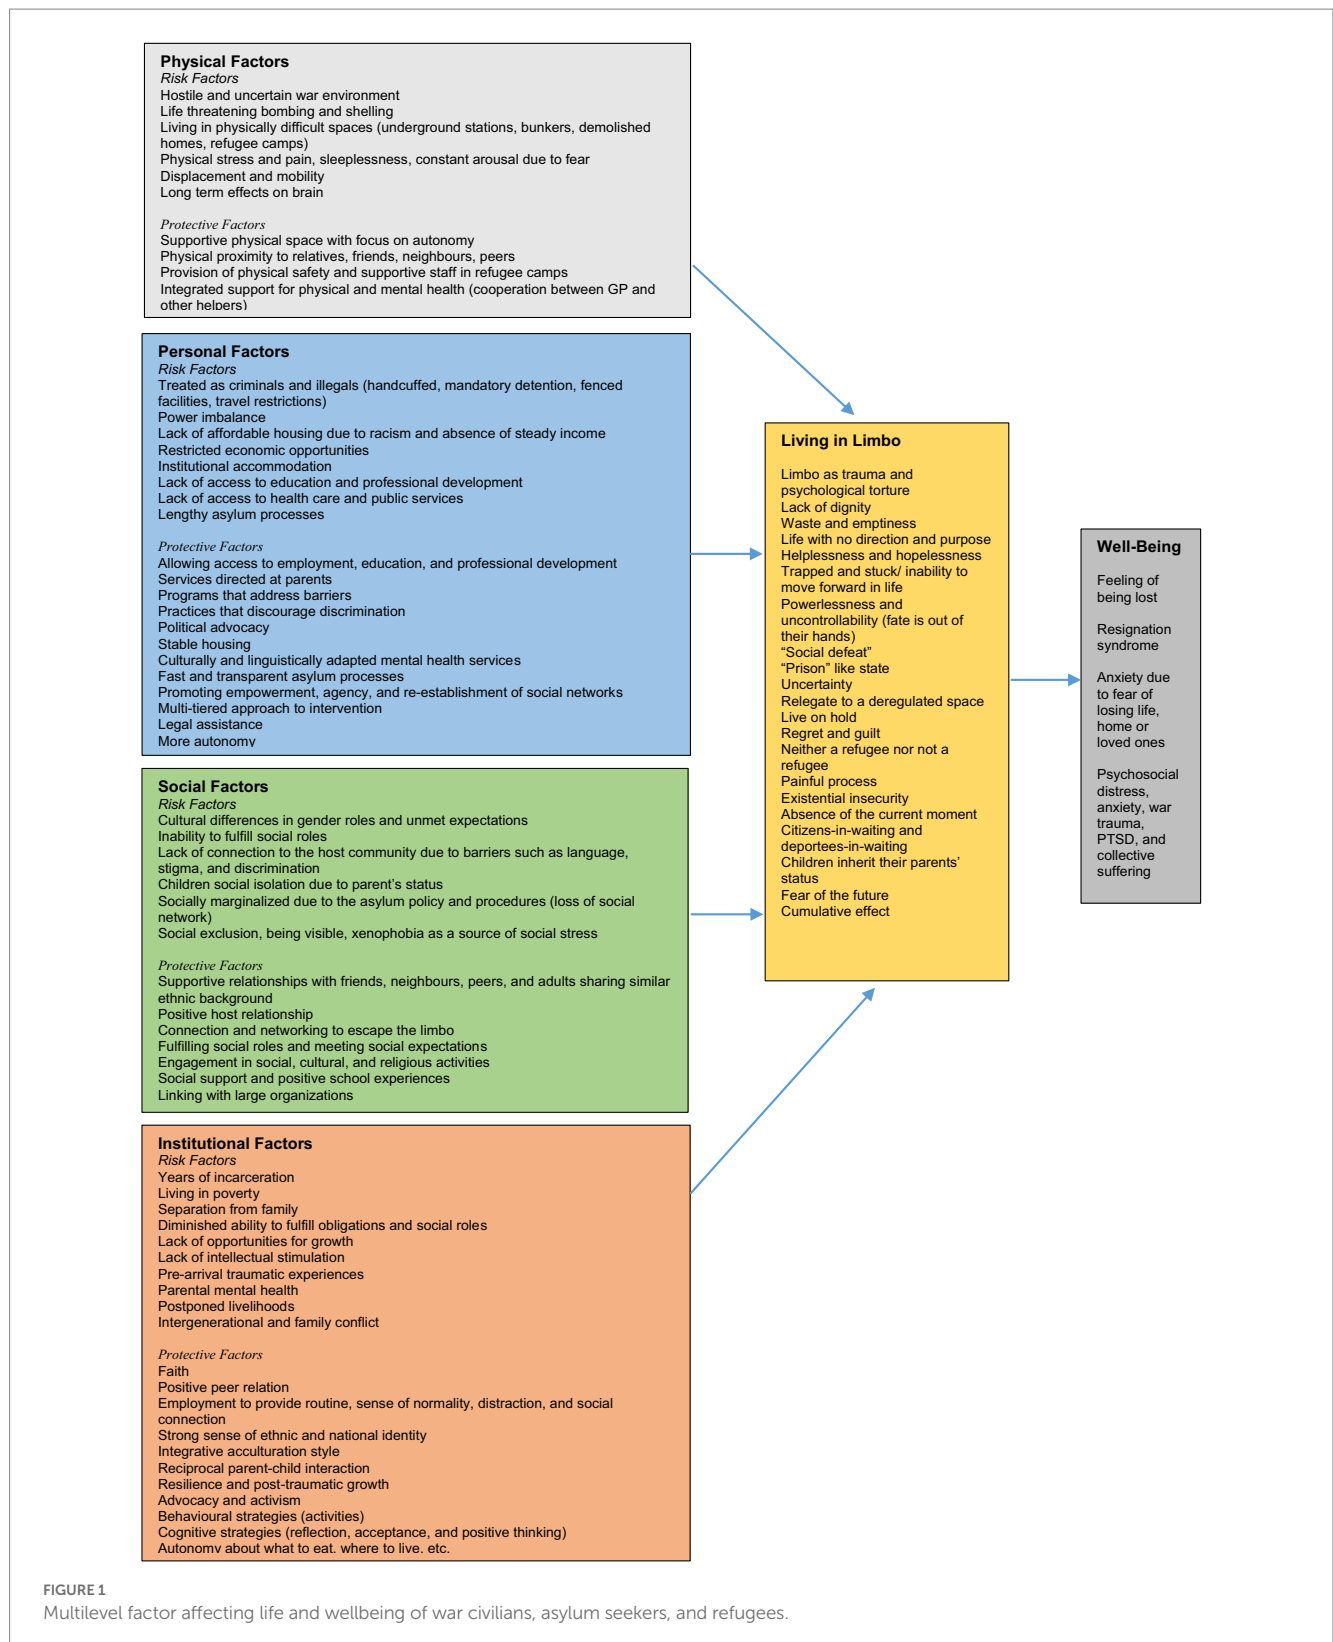 Physical Factors
Risk Factors
Hostile and uncertain war environment
Life threatening bombing and shelling
Living in physically difficult spaces (underground stations, bunkers, demolished
homes, refugee camps)
Physical stress and pain, sleeplessness, constant arousal due to fear
Displacement and mobility
Long term effects on brain
Protective Factors
Supportive physical space with focus on autonomy
Physical proximity to relatives, friends, neighbours, peers
Provision of physical safety and supportive staff in refugee camps
Integrated support for physical and mental health (cooperation between GP and
other helpers)
Personal Factors
Risk Factors
Treated as criminals and illegals (handcuffed, mandatory detention, fenced
facilities, travel restrictions)
Power imbalance
Lack of affordable housing due to racism and absence of steady income
Restricted economic opportunities
Institutional accommodation
Lack of access to education and professional development
Lack of access to health care and public services
Lengthy asylum processes
Protective Factors
Allowing access to employment, education, and professional development
Services directed at parents
Programs that address barriers
Practices that discourage discrimination
Political advocacy
Stable housing
Culturally and linguistically adapted mental health services
Fast and transparent asylum processes
Promoting empowerment, agency, and re-establishment of social networks
Multi-tiered approach to intervention
Legal assistance
More autonomy
Social Factors
Risk Factors
Cultural differences in gender roles and unmet expectations
Inability to fulfill social roles
Lack of connection to the host community due to barriers such as language,
stigma, and discrimination
Children social isolation due to parent's status
Socially marginalized due to the asylum policy and procedures (loss of social
network)
Social exclusion, being visible, xenophobia as a source of social stress
Protective Factors
Supportive relationships with friends, neighbours, peers, and adults sharing similar
ethnic background
Positive host relationship
Connection and networking to escape the limbo
Fulfilling social roles and meeting social expectations
Engagement in social, cultural, and religious activities
Social support and positive school experiences
Linking with large organizations
Institutional Factors
Risk Factors
Years of incarceration
Living in poverty
Separation from family
Diminished ability to fulfill obligations and social roles
Lack of opportunities for growth
Lack of intellectual stimulation
Pre-arrival traumatic experiences
Parental mental health
Postponed livelihoods
Intergenerational and family conflict
Protective Factors
Faith
Positive peer relation
Employment to provide routine, sense of normality, distraction, and social
connection
Strong sense of ethnic and national identity
Integrative acculturation style
Reciprocal parent-child interaction
Resilience and post-traumatic growth
Advocacy and activism
Behavioural strategies (activities)
Cognitive strategies (reflection, acceptance, and positive thinking)
Autonomy about what to eat, where to live, etc.
Living in Limbo
Limbo as trauma and
psychological torture
Lack of dignity
Waste and emptiness
Life with no direction and purpose
Helplessness and hopelessness
Trapped and stuck/ inability to
move forward in life
Powerlessness and
uncontrollability (fate is out of
their hands)
“Social defeat”
“Prison” like state
Uncertainty
Relegate to a deregulated space
Live on hold
Regret and guilt
Neither a refugee nor not a
refugee
Painful process
Existential insecurity
Absence of the current moment
Citizens-in-waiting and
deportees-in-waiting
Children inherit their parents’
status
Fear of the future
Cumulative effect
Well-Being
Feeling of
being lost
Resignation
syndrome
Anxiety due
to fear of
losing life,
home or
loved ones
Psychosocial
distress,
anxiety, war
trauma,
PTSD, and
collective
suffering
FIGURE 1
Multilevel factor affecting life and wellbeing of war civilians, asylum seekers, and refugees.